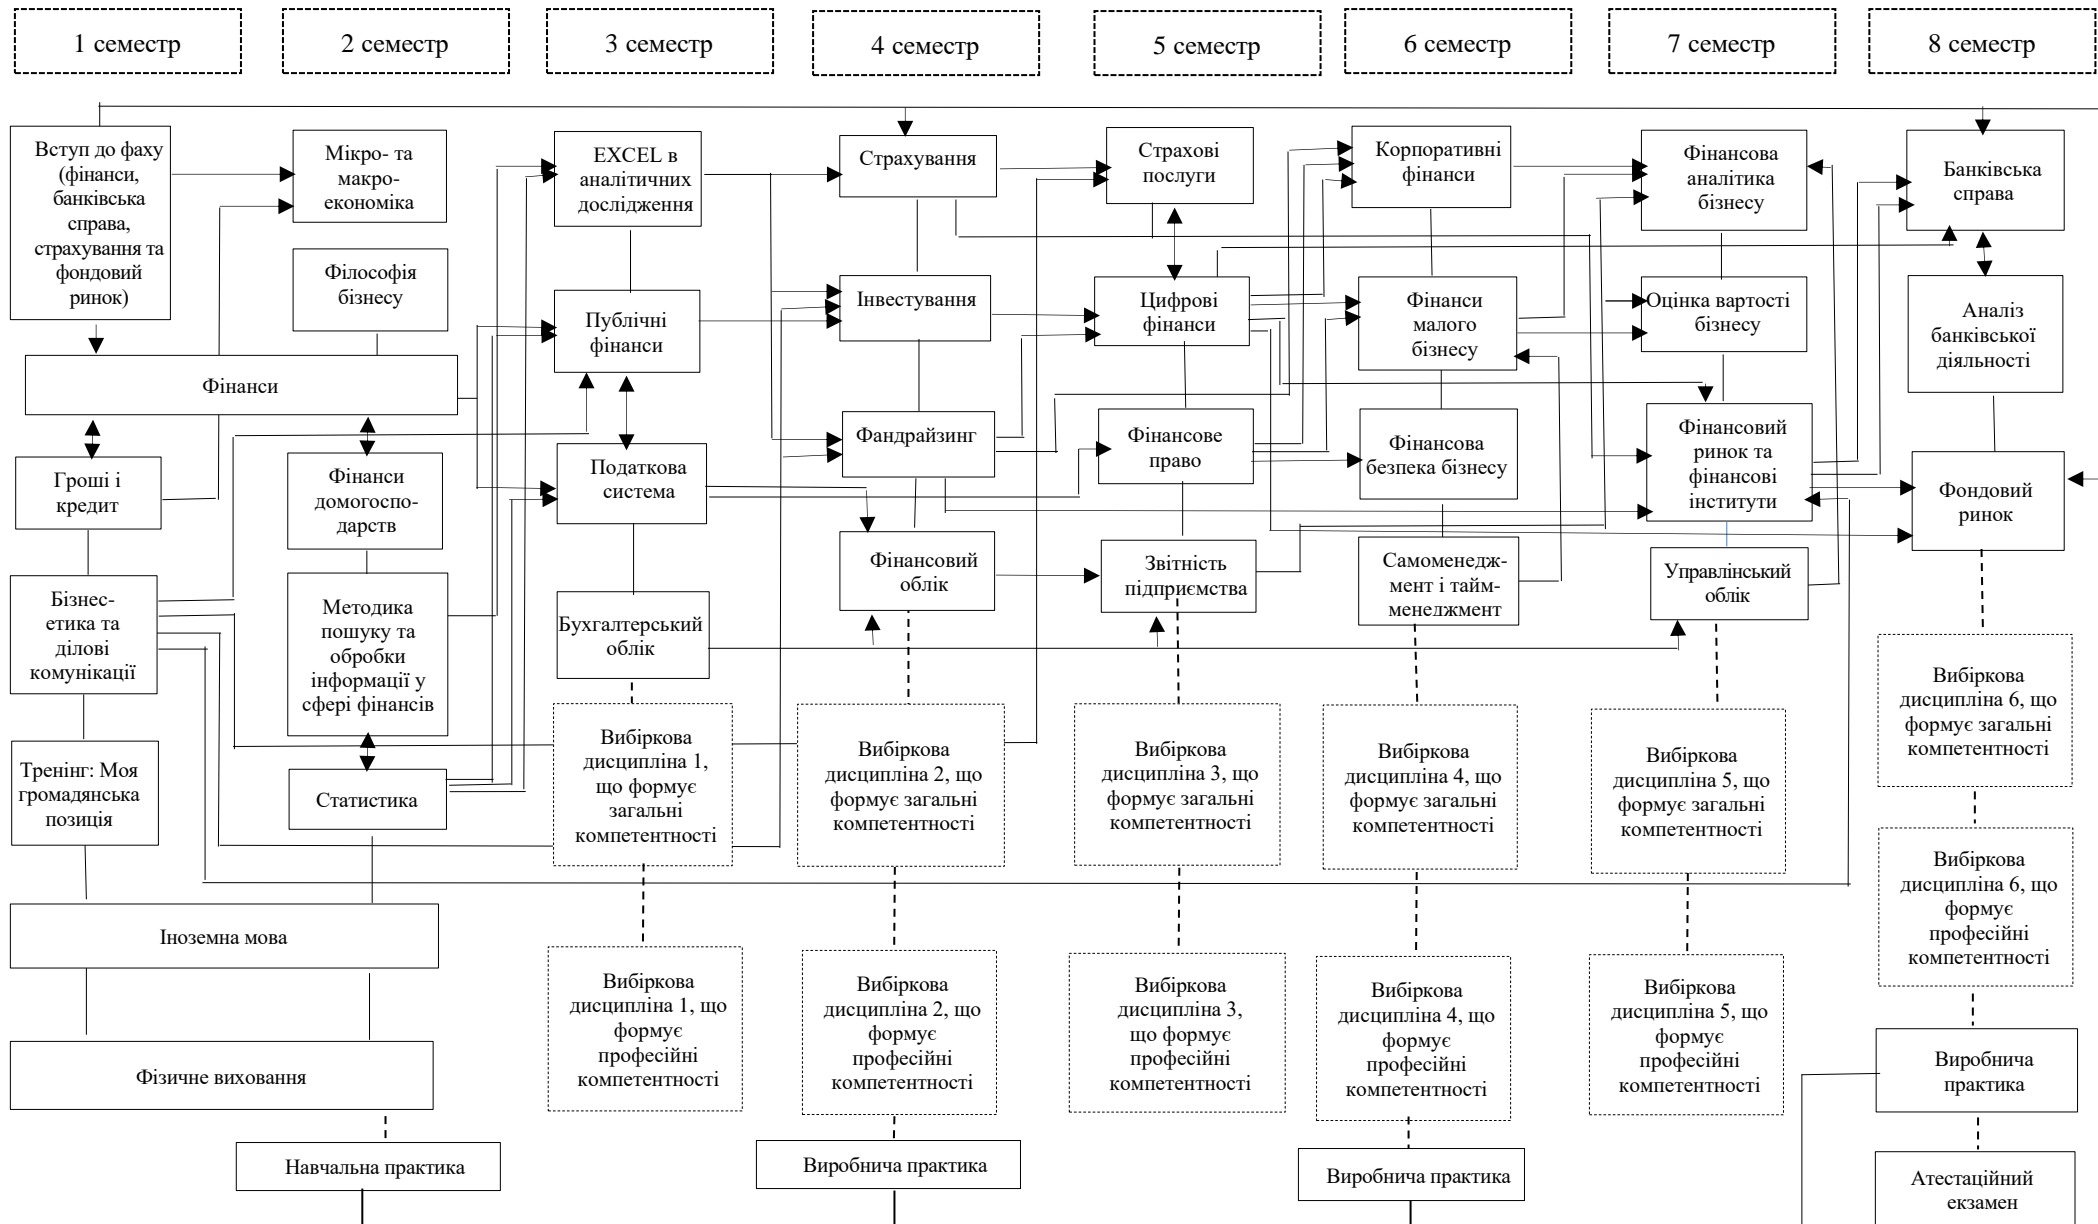 1 семестр
2 семестр
3 семестр
4 семестр
5 семестр
6 семестр
7 семестр
8 семестр
Вступ до фаху
(фінанси,
банківська
справа,
страхування та
фондовий
ринок)
Мікро- та
макро-
економіка
Філософія
бізнесу
Фінанси
Гроші і
кредит
Фінанси
домогоспо-
дарств
Бізнес-
етика та
ділові
комунікації
Методика
пошуку та
обробки
інформації у
сфері фінансів
Тренінг: Моя
громадянська
позиція
Статистика
Іноземна мова
Фізичне виховання
Навчальна практика
EXCEL в
аналітичних
дослідження
Публічні
фінанси
Податкова
система
Бухгалтерський
облік
Вибіркова
дисципліна 1,
що формує
загальні
компетентності
Вибіркова
дисципліна 1, що
формує
професійні
компетентності
Страхування
Інвестування
Фандрайзинг
Фінансовий
облік
Вибіркова
дисципліна 2, що
формує загальні
компетентності
Вибіркова
дисципліна 2, що
формує
професійні
компетентності
Виробнича практика
Страхові
послуги
Цифрові
фінанси
Фінансове
право
Звітність
підприємства
Вибіркова
дисципліна 3, що
формує загальні
компетентності
Вибіркова
дисципліна 3,
що формує
професійні
компетентності
Корпоративні
фінанси
Фінанси
малого
бізнесу
Фінансова
безпека бізнесу
Самоменедж-
мент і тайм-
менеджмент
Вибіркова
дисципліна 4, що
формує загальні
компетентності
Вибіркова
дисципліна 4, що
формує
професійні
компетентності
Виробнича практика
Фінансова
аналітика
бізнесу
Оцінка вартості
бізнесу
Фінансовий
ринок та
фінансові
інститути
Управлінський
облік
Вибіркова
дисципліна 5, що
формує загальні
компетентності
Вибіркова
дисципліна 5, що
формує
професійні
компетентності
Банківська
справа
Аналіз
банківської
діяльності
Фондовий
ринок
Вибіркова
дисципліна 6, що
формує загальні
компетентності
Вибіркова
дисципліна 6, що
формує
професійні
компетентності
Виробнича
практика
Атестаційний
екзамен